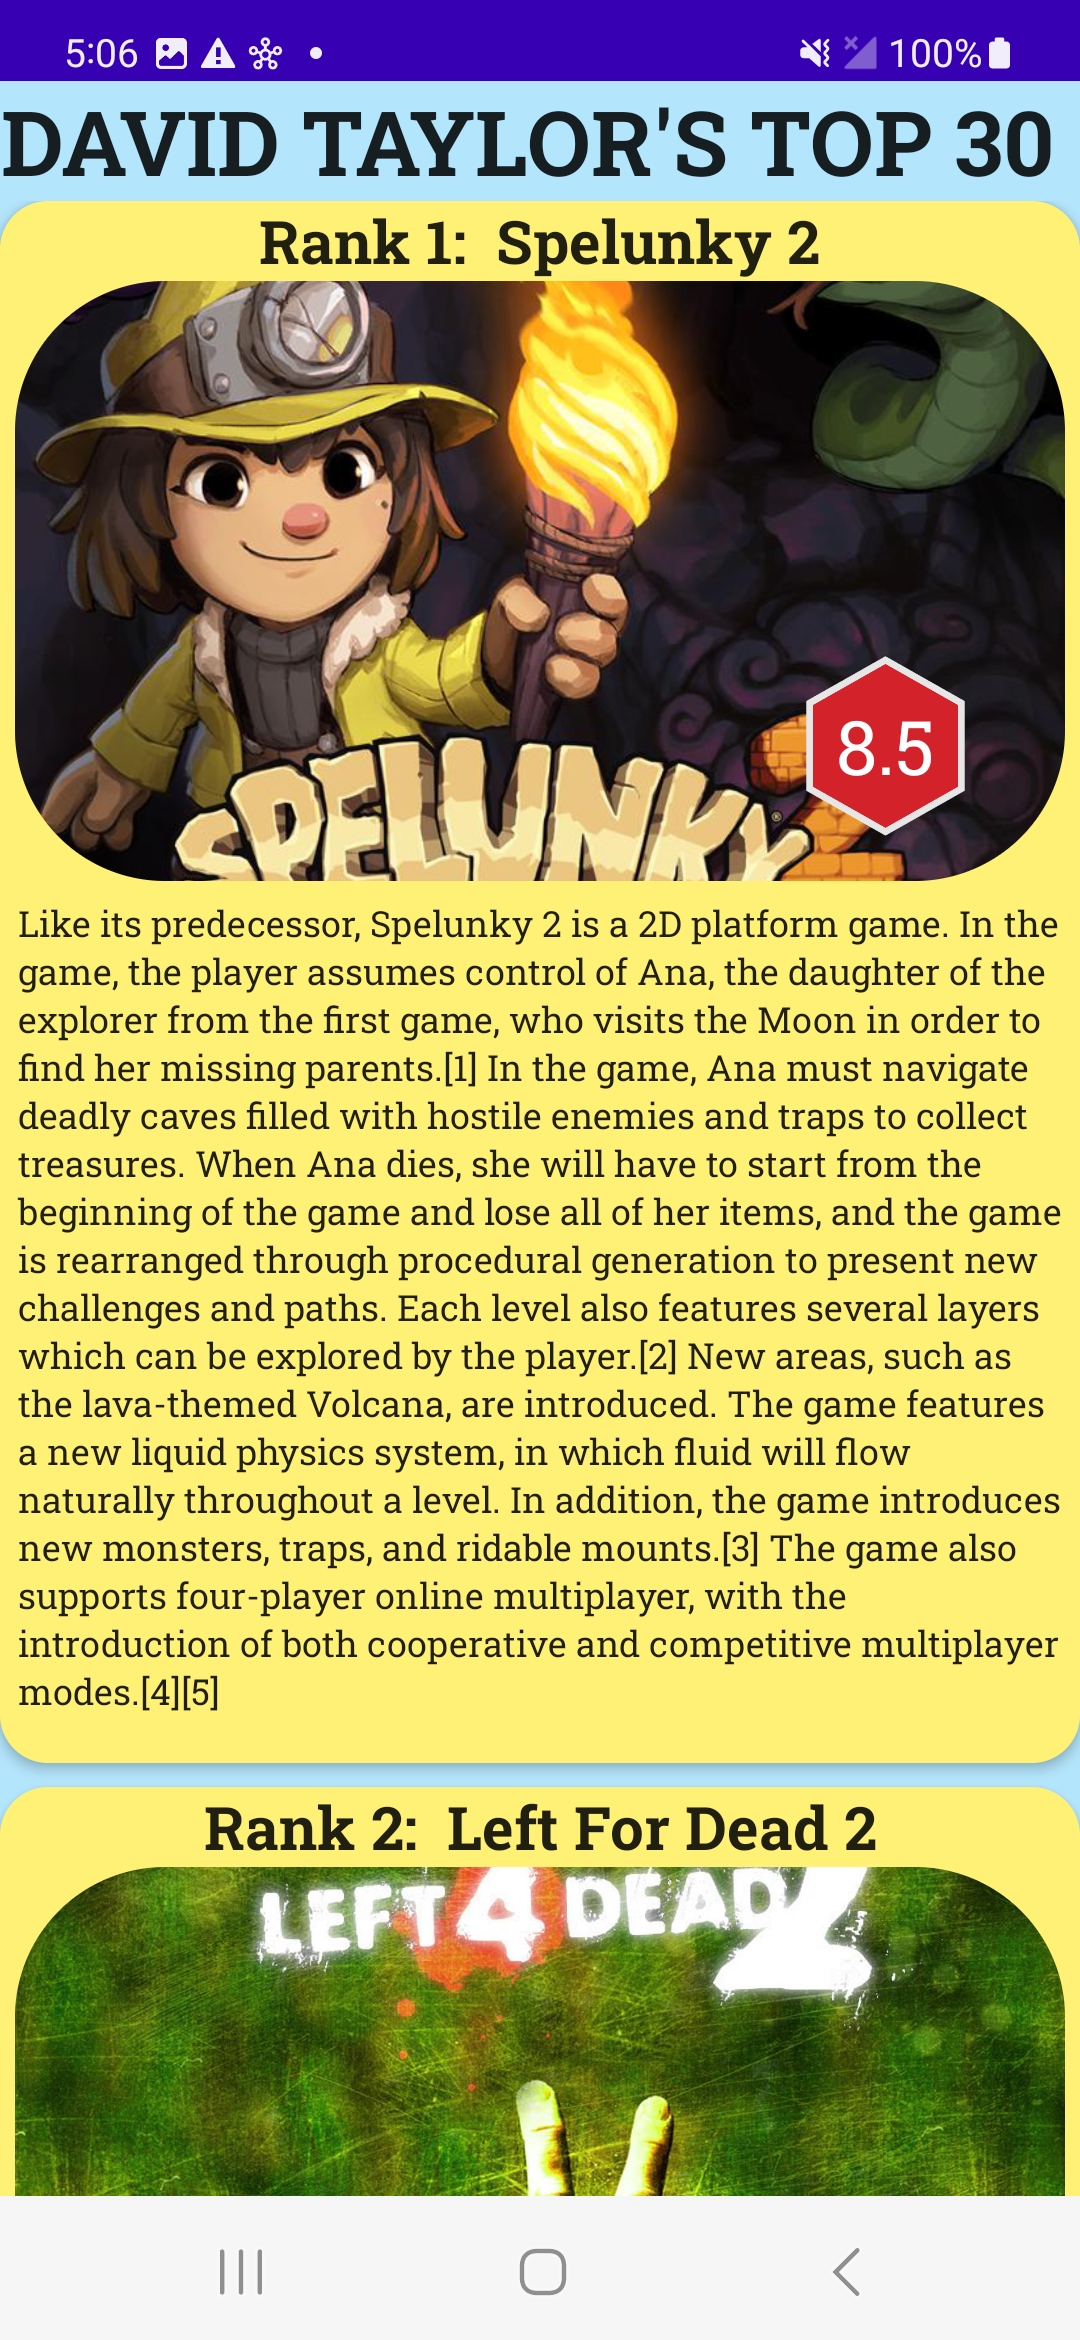 5:06
100%
DAVID TAYLOR'S TOP 30
Rank 1:  Spelunky 2
8.5
SPELUNKY 2
®
Like its predecessor, Spelunky 2 is a 2D platform game. In the
game, the player assumes control of Ana, the daughter of the
explorer from the first game, who visits the Moon in order to
find her missing parents.[1] In the game, Ana must navigate
deadly caves filled with hostile enemies and traps to collect
treasures. When Ana dies, she will have to start from the
beginning of the game and lose all of her items, and the game
is rearranged through procedural generation to present new
challenges and paths. Each level also features several layers
which can be explored by the player.[2] New areas, such as
the lava-themed Volcana, are introduced. The game features
a new liquid physics system, in which fluid will flow
naturally throughout a level. In addition, the game introduces
new monsters, traps, and ridable mounts.[3] The game also
supports four-player online multiplayer, with the
introduction of both cooperative and competitive multiplayer
modes.[4][5]
Rank 2:  Left For Dead 2
LEFT 4 DEAD 2